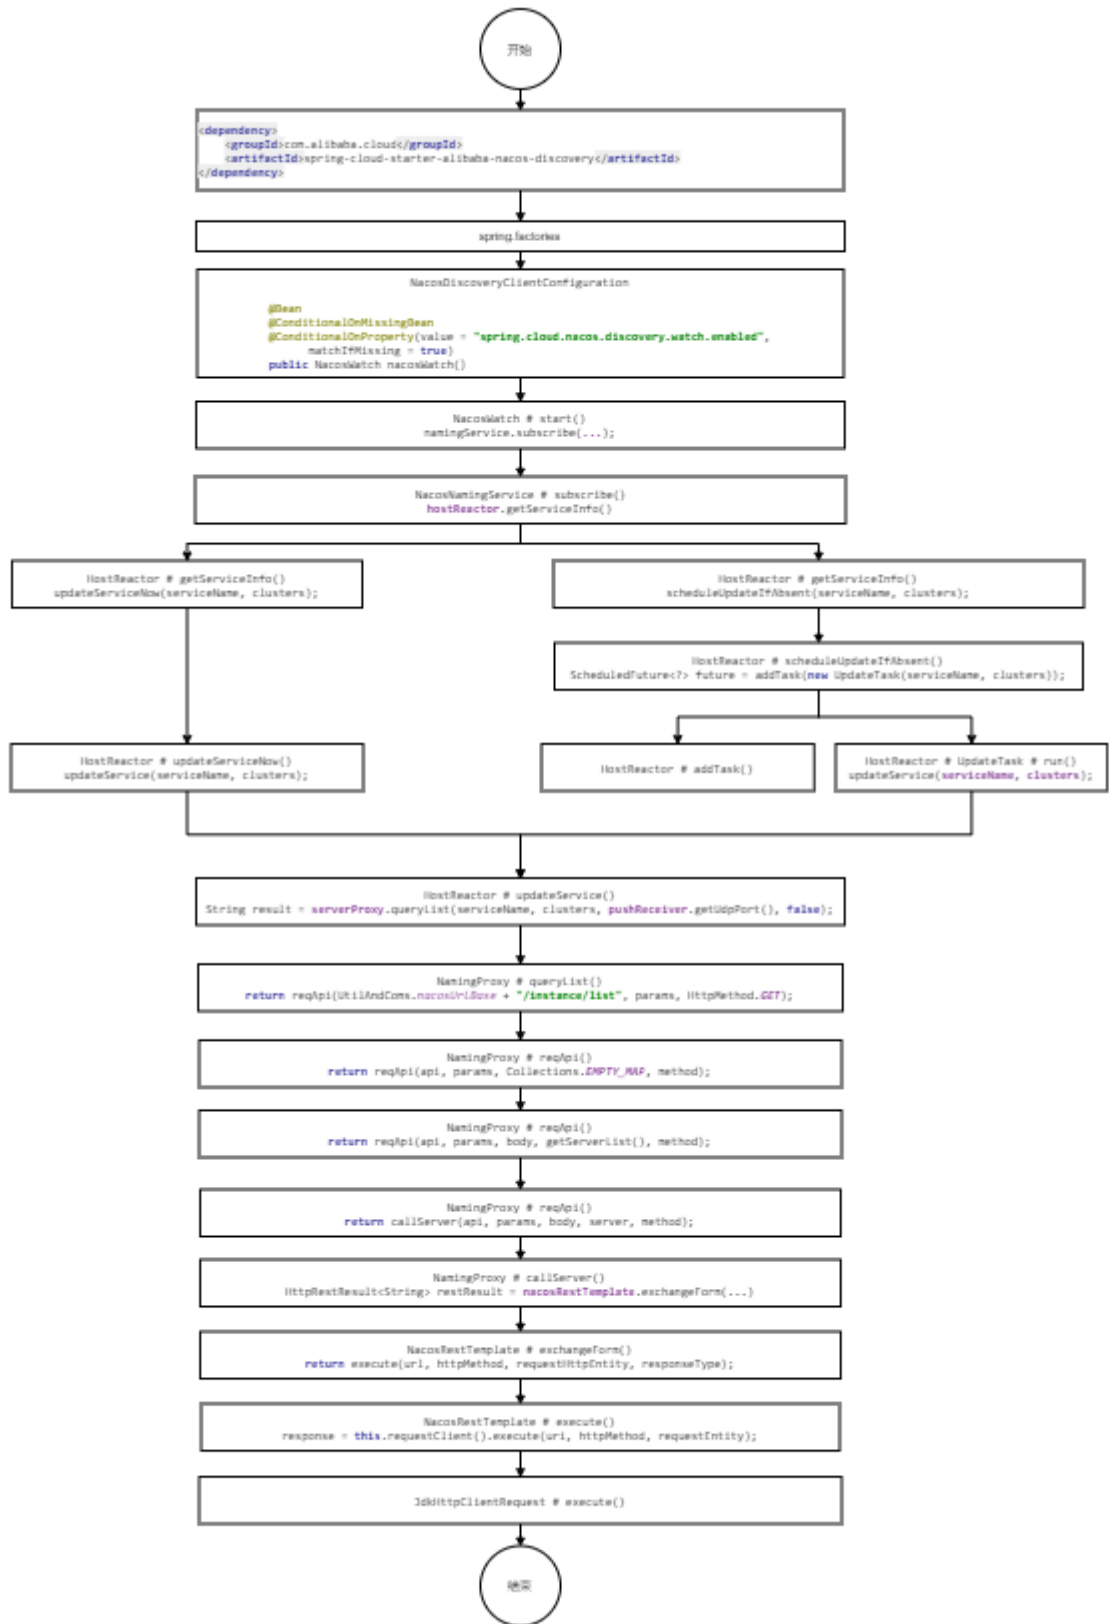 开始
<dependency>
<groupId>com.alibaba.cloud</groupId>
<artifactId>spring-cloud-starter-alibaba-nacos-discovery</artifactId>
</dependency>
spring.factories
NacosDiscoveryClientConfiguration
@Bean
@ConditionalOnMissingBean
@ConditionalOnProperty(value = "spring.cloud.nacos.discovery.watch.enabled",
matchIfMissing = true)
public NacosWatch nacosWatch()
NacosWatch # start()
namingService.subscribe(...);
NacosNamingService # subscribe()
hostReactor.getServiceInfo()
HostReactor # getServiceInfo()
updateServiceNow(serviceName, clusters);
HostReactor # getServiceInfo()
scheduleUpdateIfAbsent(serviceName, clusters);
HostReactor # scheduleUpdateIfAbsent()
ScheduledFuture<?> future = addTask(new UpdateTask(serviceName, clusters));
HostReactor # updateServiceNow()
updateService(serviceName, clusters);
HostReactor # addTask()
HostReactor # UpdateTask # run()
updateService(serviceName, clusters);
HostReactor # updateService()
String result = serverProxy.queryList(serviceName, clusters, pushReceiver.getUdpPort(), false);
NamingProxy # queryList()
return reqApi(UtilAndComs.nacosUrlBase + "/instance/list", params, HttpMethod.GET);
NamingProxy # reqApi()
return reqApi(api, params, Collections.EMPTY_MAP, method);
NamingProxy # reqApi()
return reqApi(api, params, body, getServerList(), method);
NamingProxy # reqApi()
return callServer(api, params, body, server, method);
NamingProxy # callServer()
HttpRestResult<String> restResult = nacosRestTemplate.exchangeForm(...)
NacosRestTemplate # exchangeForm()
return execute(url, httpMethod, requestHttpEntity, responseType);
NacosRestTemplate # execute()
response = this.requestClient().execute(uri, httpMethod, requestEntity);
JdkHttpClientRequest # execute()
结束